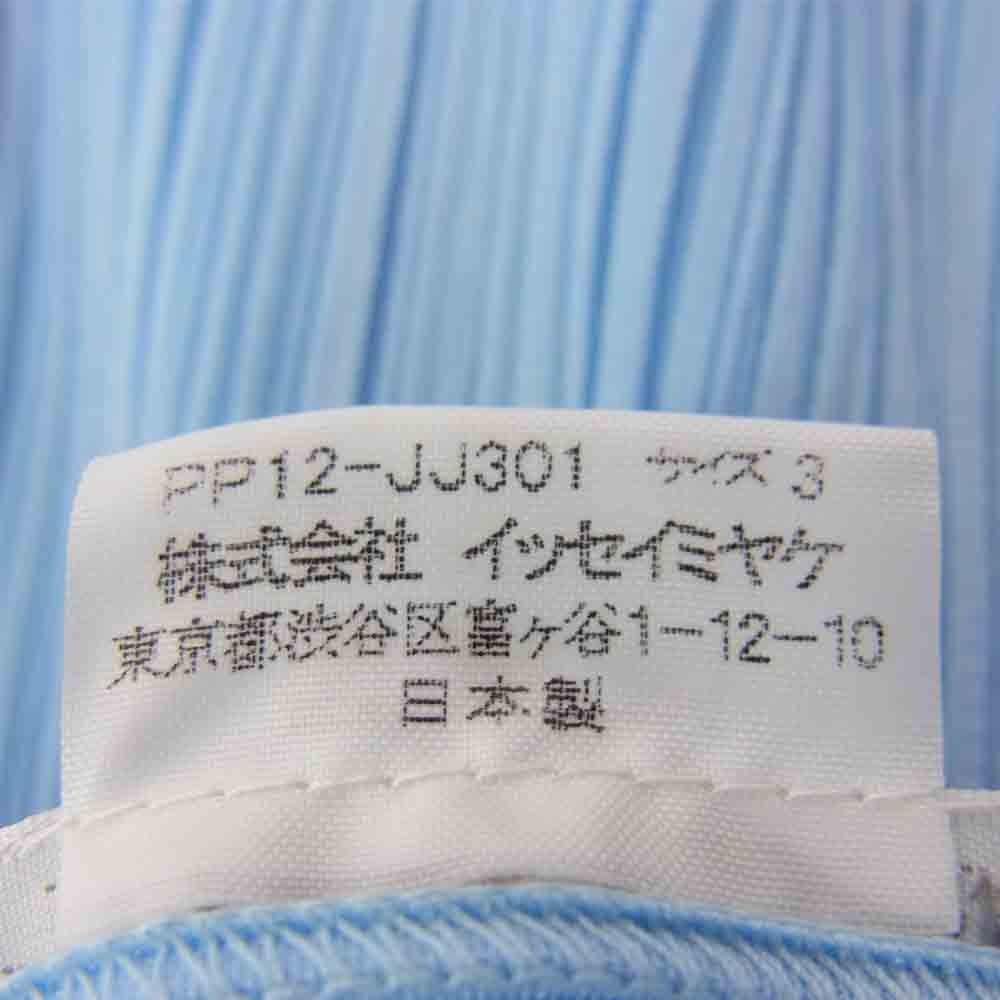 PP12-JJ301 サイズ 3
株式会社 イッセイミヤケ
東京都渋谷区富ヶ谷1-12-10
日本製